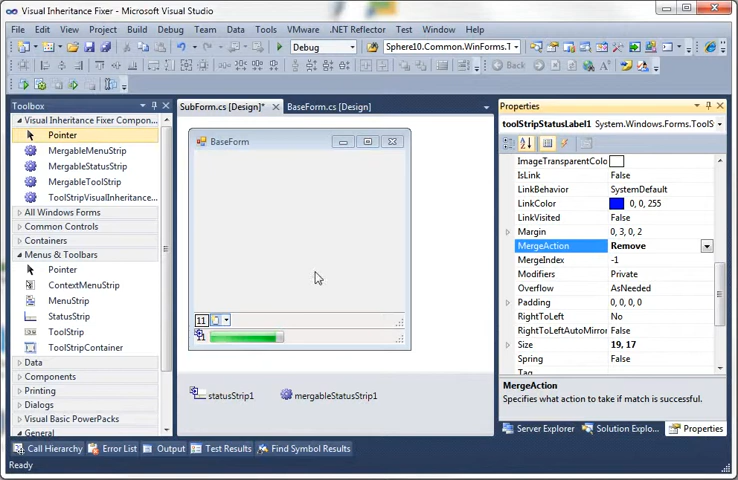 Visual Inheritance Fixer - Microsoft Visual Studio
File Edit View Project Build Debug Team Data Tools VMware .NET Reflector Test Window Help
Debug Sphere10.Common.WinForms.T
Back
Toolbox
Visual Inheritance Fixer Compon...
Pointer
MergableMenuStrip
MergableStatusStrip
MergableToolStrip
ToolStripVisualInheritance...
All Windows Forms
Common Controls
Containers
Menus & Toolbars
Pointer
ContextMenuStrip
MenuStrip
StatusStrip
ToolStrip
ToolStripContainer
Data
Components
Printing
Dialogs
Visual Basic PowerPacks
General
SubForm.cs [Design]* BaseForm.cs [Design]
BaseForm
11
11
statusStrip1 mergableStatusStrip1
Properties
toolStripStatusLabel1 System.Windows.Forms.ToolS
ImageTransparentColo
IsLink False
LinkBehavior SystemDefault
LinkColor 0, 0, 255
LinkVisited False
Margin 0, 3, 0, 2
MergeAction Remove
MergeIndex -1
Modifiers Private
Overflow AsNeeded
Padding 0, 0, 0, 0
RightToLeft No
RightToLeftAutoMirror False
Size 19, 17
Spring False
Tag
MergeAction
Specifies what action to take if match is successful.
Server Explorer Solution Explo... Properties
Call Hierarchy Error List Output Test Results Find Symbol Results
Ready